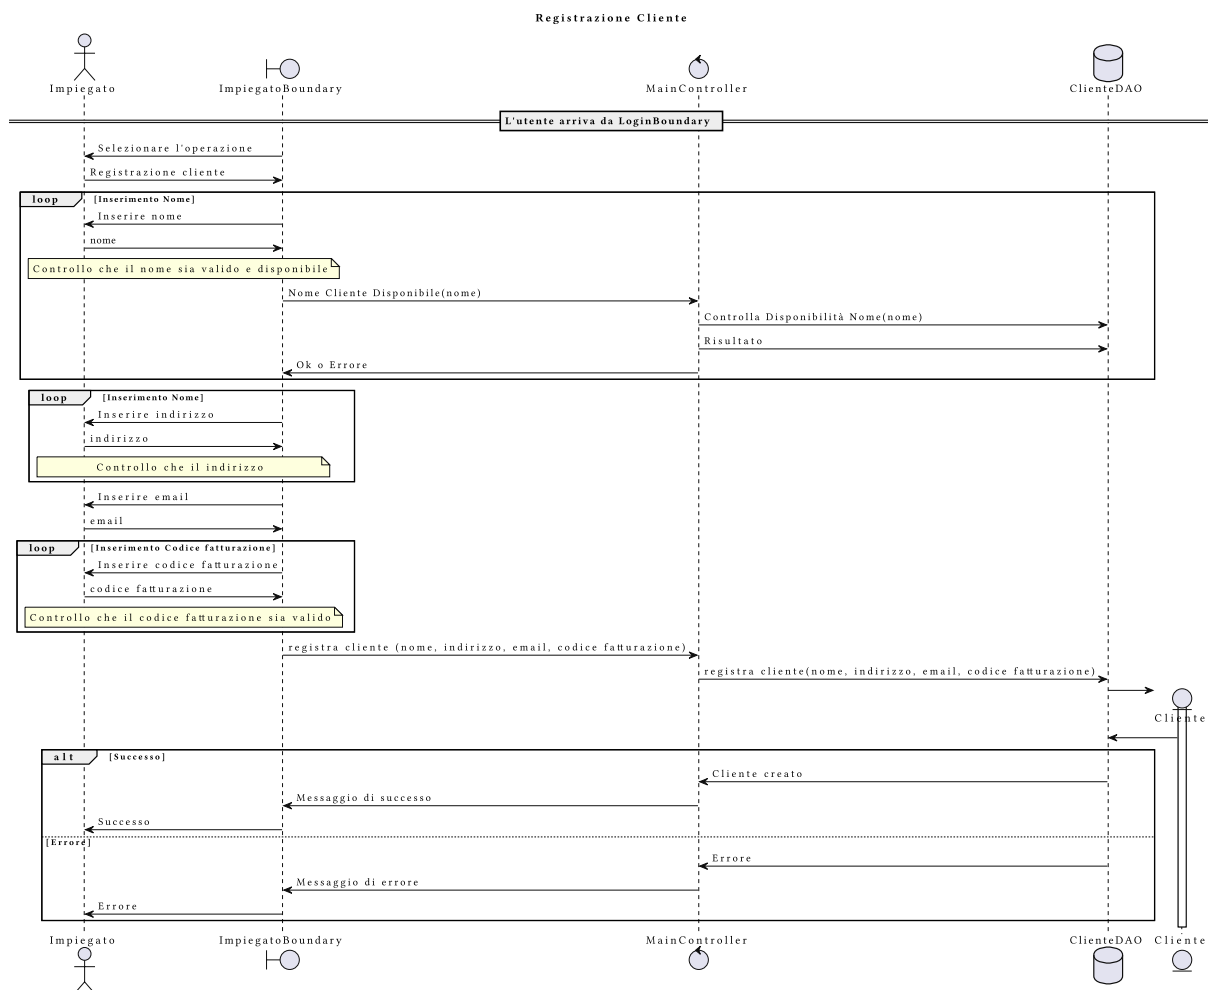 Registrazione Cliente
Impiegato
ImpiegatoBoundary
MainController
ClienteDAO
L'utente arriva da LoginBoundary
Selezionare l'operazione
Registrazione cliente
loop [Inserimento Nome]
Inserire nome
nome
Controllo che il nome sia valido e disponibile
Nome Cliente Disponibile(nome)
Controlla Disponibilità Nome(nome)
Risultato
Ok o Errore
loop [Inserimento Nome]
Inserire indirizzo
indirizzo
Controllo che il indirizzo
Inserire email
email
loop [Inserimento Codice fatturazione]
Inserire codice fatturazione
codice fatturazione
Controllo che il codice fatturazione sia valido
registra cliente (nome, indirizzo, email, codice fatturazione)
registra cliente(nome, indirizzo, email, codice fatturazione)
Cliente
alt [Successo]
Cliente creato
Messaggio di successo
Successo
[Errore]
Errore
Messaggio di errore
Errore
Impiegato
ImpiegatoBoundary
MainController
ClienteDAO
Cliente